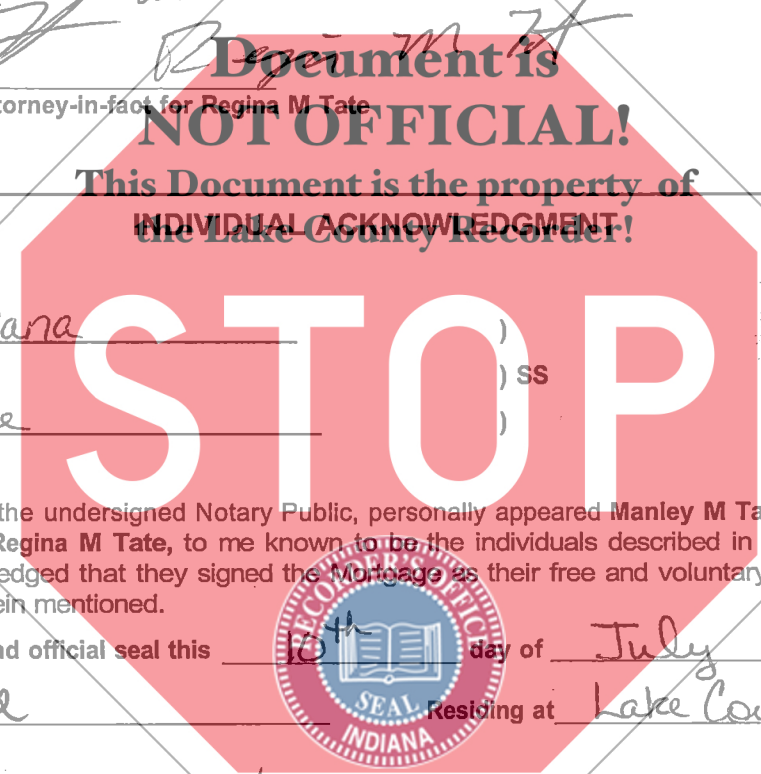 Regina M
Document is
torney-in-fact for Regina M Tate
NOT OFFICIAL!
This Document is the property of
INDIVIDUAL ACKNOWLEDGMENT
the Lake County Recorder!
ana )
STOP
) SS
e )
the undersigned Notary Public, personally appeared Manley M Ta
Regina M Tate, to me known to be the individuals described in
edged that they signed the Mortgage as their free and voluntary
ein mentioned.
nd official seal this 10th day of July
Residing at Lake Cou
RECORDER'S OFFICE
SEAL
INDIANA